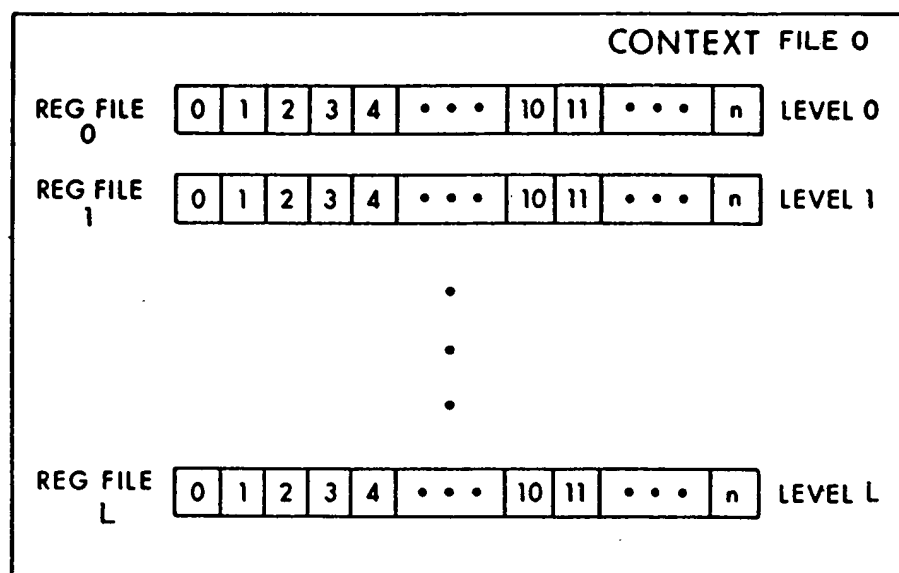 CONTEXT FILE 0
REG FILE 0 0 1 2 3 4 • • • 10 11 • • • n LEVEL 0
REG FILE 1 0 1 2 3 4 • • • 10 11 • • • n LEVEL 1
•
•
•
REG FILE L 0 1 2 3 4 • • • 10 11 • • • n LEVEL L